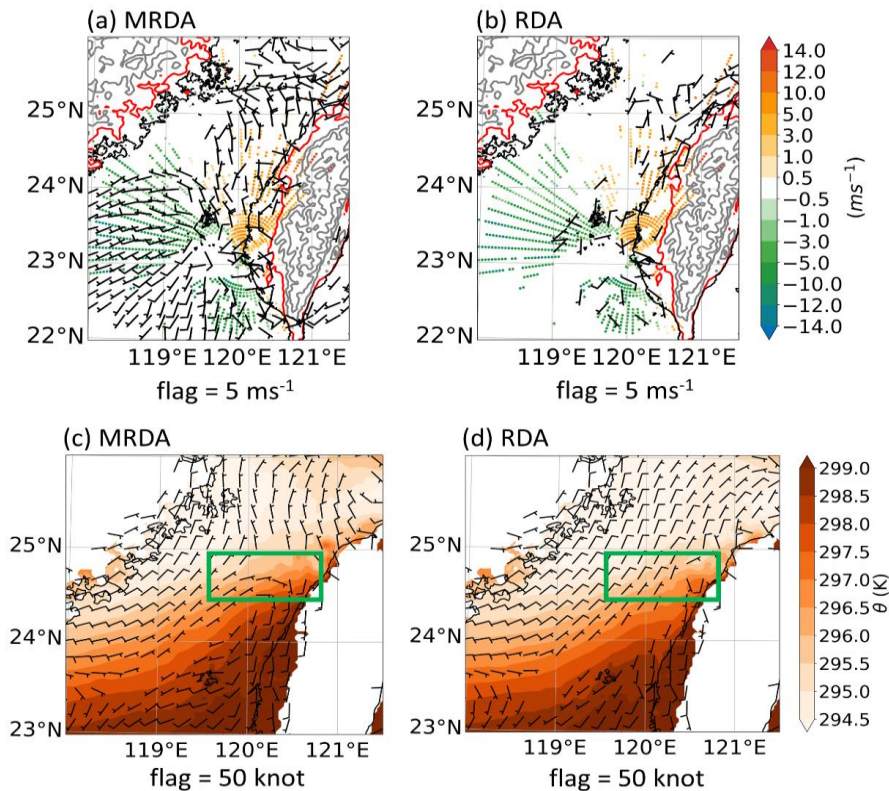 (a) MRDA
(b) RDA
25°N
24°N
23°N
22°N
119°E 120°E 121°E
flag = 5 ms⁻¹
25°N
24°N
23°N
22°N
119°E 120°E 121°E
flag = 5 ms⁻¹
14.0
12.0
10.0
5.0
3.0
1.0
0.5
−0.5
−1.0
−3.0
−5.0
−10.0
−12.0
−14.0
(ms⁻¹)
(c) MRDA
(d) RDA
25°N
24°N
23°N
119°E 120°E 121°E
flag = 50 knot
25°N
24°N
23°N
119°E 120°E 121°E
flag = 50 knot
299.0
298.5
298.0
297.5
297.0
296.5
296.0
295.5
295.0
294.5
θ (K)